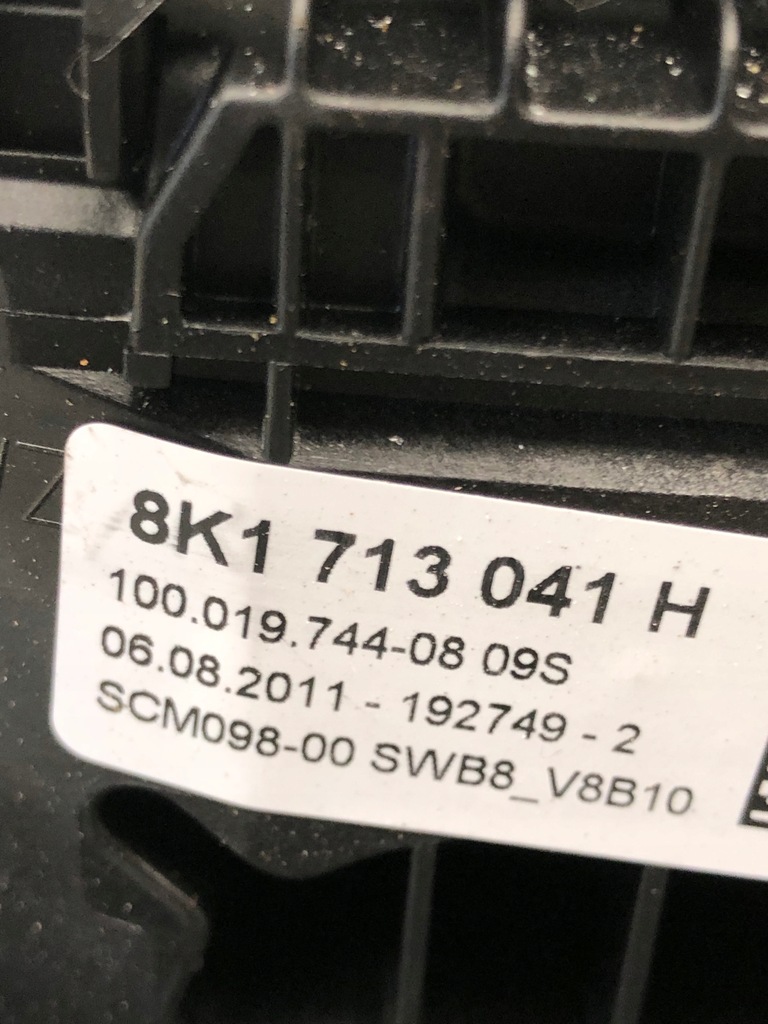 8K1 713 041 H
100.019.744-08 09S
06.08.2011 - 192749 - 2
SCM098-00 SWB8_V8B10